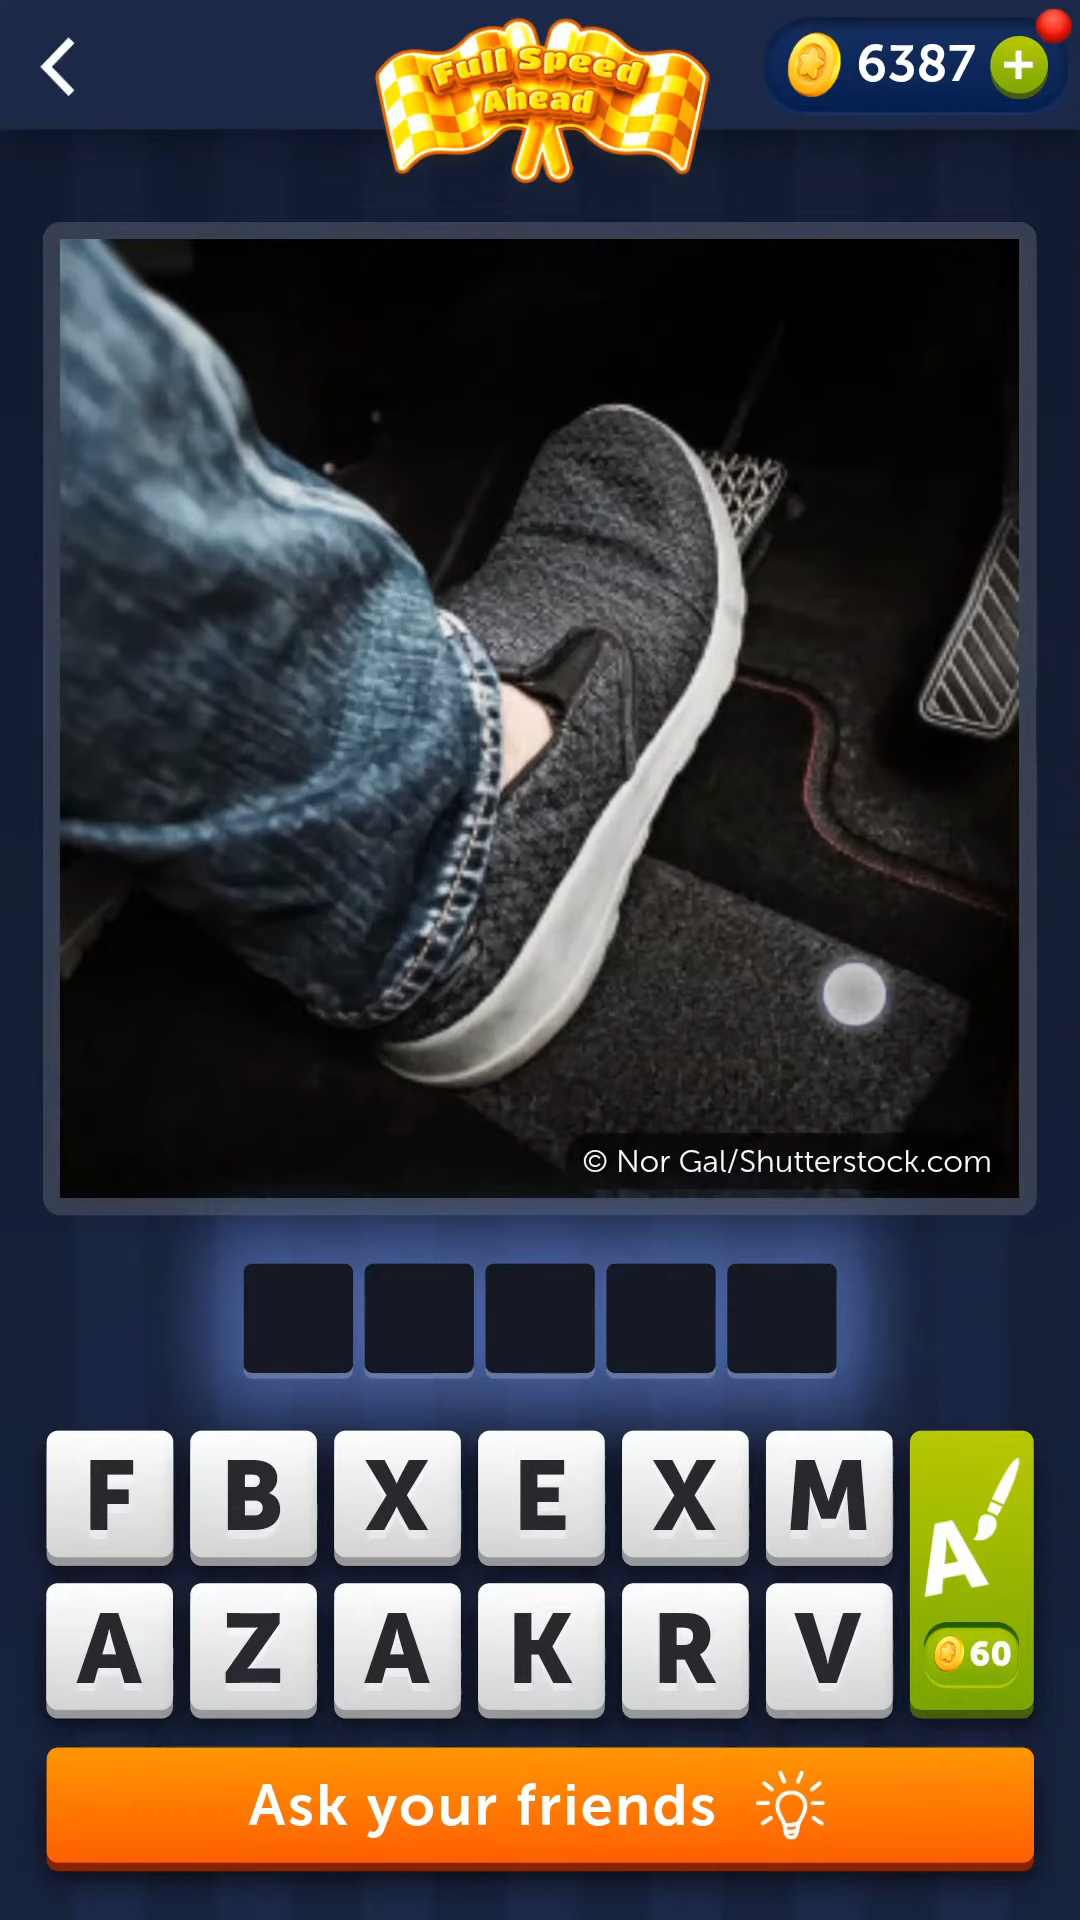 Full Speed
Ahead
6387
© Nor Gal/Shutterstock.com
F B X E X M
A Z A K R V
A
60
Ask your friends